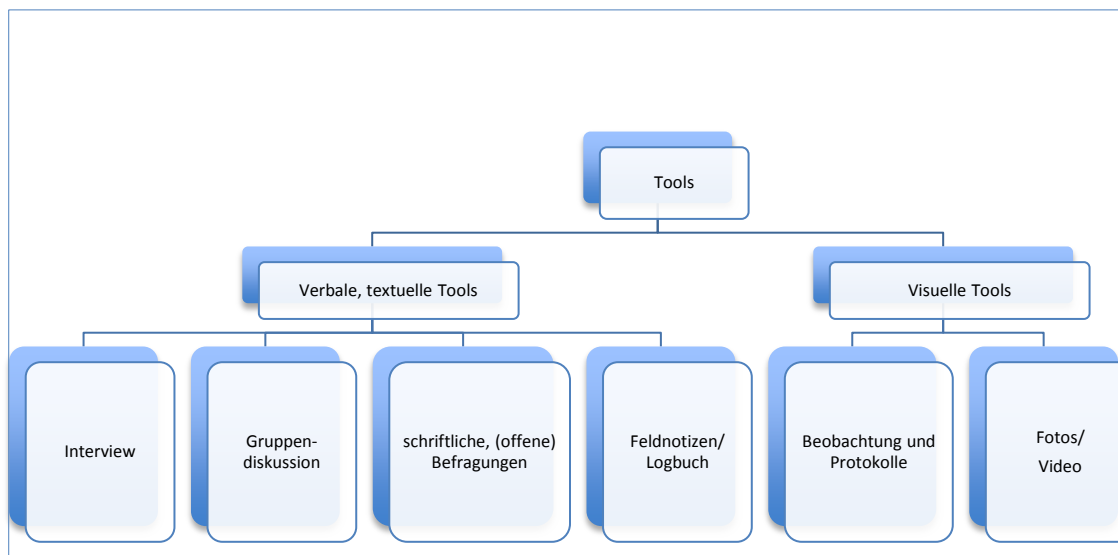 Tools
Verbale, textuelle Tools
Visuelle Tools
Interview
Gruppen-
diskussion
schriftliche, (offene)
Befragungen
Feldnotizen/
Logbuch
Beobachtung und
Protokolle
Fotos/
Video